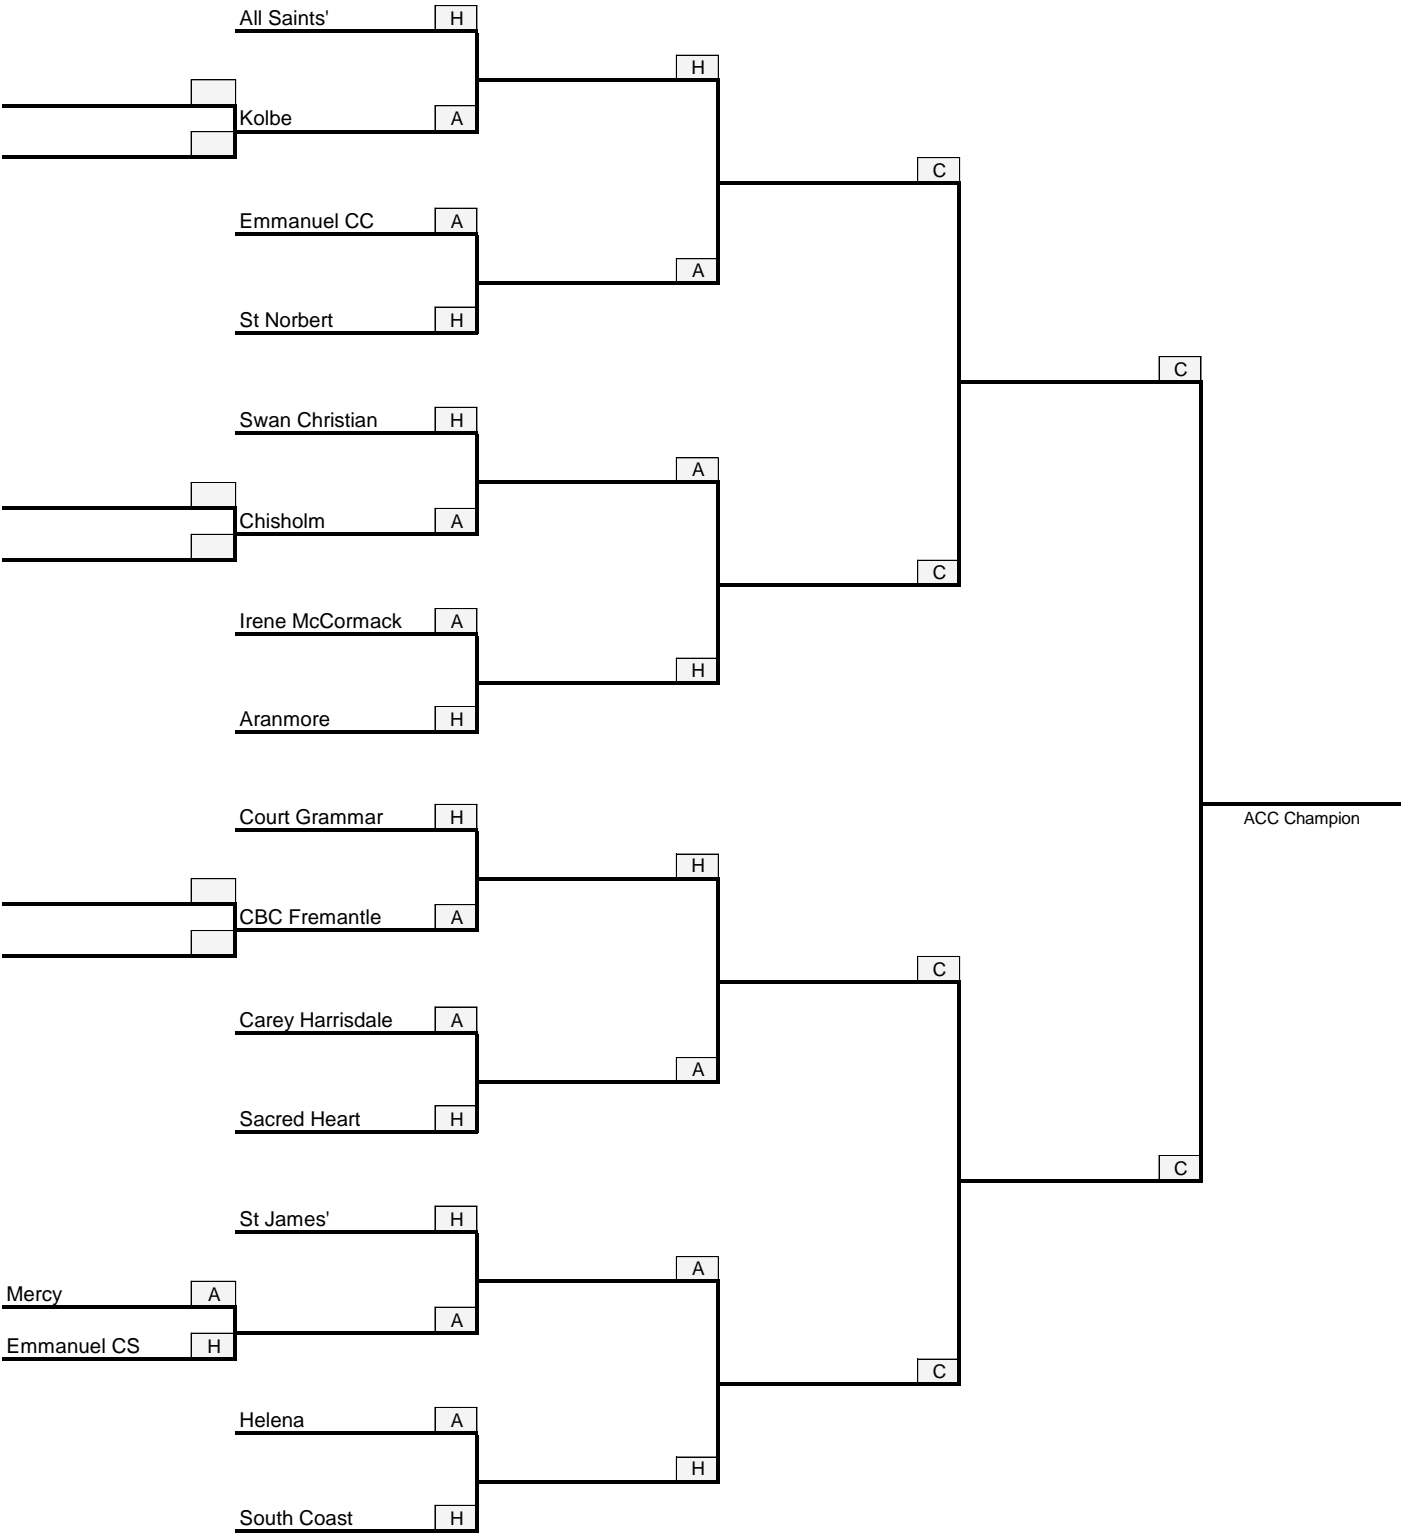 All Saints' H
H
Kolbe A
C
Emmanuel CC A
A
St Norbert H
C
Swan Christian H
A
Chisholm A
C
Irene McCormack A
H
Aranmore H
Court Grammar H
ACC Champion
H
CBC Fremantle A
C
Carey Harrisdale A
A
Sacred Heart H
C
St James' H
A
Mercy A
A
Emmanuel CS H
C
Helena A
H
South Coast H